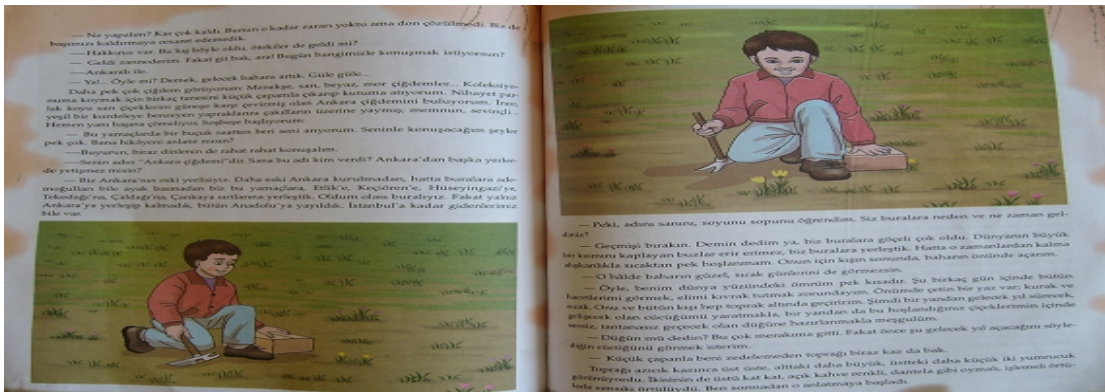 — Ne yapalım? Kar çok kaldı. Bunun o kadar zararı yoktu ama don çözülmedi. Biz de
başımızı kaldırmaya cesaret edemedik.
— Hakkınız var. Bu kış böyle oldu, ötekiler de geldi mi?
— Geldi zannederim. Fakat git bak, ara! Bugün hangimizle konuşmak istiyorsun?
— Ankaralı ile.
— Ya!.. Öyle mi? Demek, gelecek bahara artık. Güle güle...
Daha pek çok çiğdem görüyorum. Menekşe, sarı, beyaz, mor çiğdemler... Koleksiyo-
numa koymak için birkaç tanesini küçük çapamla çıkarıp kutuma atıyorum. Nihayet par-
lak koyu sarı çiçeklerini güneşe karşı çevirmiş olan Ankara çiğdemini buluyorum. İnce,
yeşil bir kurdeleye benzeyen yapraklarını çakılların üzerine yaymış, memnun, sevindi..
Hemen yanı başına çömeliyor, hoşbeşe başlıyorum:
— Bu yamaçlarda bir buçuk saatten beri seni arıyorum. Seninle konuşacağım şeyler
pek çok. Bana hikâyeni anlatır mısın?
— Buyurun, biraz dinlenin de rahat rahat konuşalım.
— Senin adın "Ankara çiğdemi"dir. Sana bu adı kim verdi? Ankara'dan başka yerler-
de yetişmez misin?
— Biz Ankara'nın eski yerlisiyiz. Daha eski Ankara kurulmadan, hatta buralara ade-
moğulları bile ayak basmadan biz bu yamaçlara, Etlik'e, Keçiören'e, Hüseyingazi'ye,
Tekedağı'na, Çaldağı'na, Çankaya sırtlarına yerleştik. Oldum olası buralıyız. Fakat yalnız
Ankara'ya yerleşip kalmadık, bütün Anadolu'ya yayıldık. İstanbul'a kadar gidenlerimiz
bile var.
— Peki, adını sanını, soyunu sopunu öğrendim. Siz buralara neden ve ne zaman gel-
diniz?
— Geçmişi bırakın. Demin dedim ya, biz buralara göçeli çok oldu. Dünyanın büyük
bir kısmını kaplayan buzlar erir erimez, biz buralara yerleştik. Hatta o zamanlardan kalma
alışkanlıkla sıcaktan pek hoşlanmam. Onun için kışın sonunda, baharın önünde açarım.
— O hâlde baharın güzel, sıcak günlerini de görmezsin.
— Öyle, benim dünya yüzündeki ömrüm pek kısadır. Şu birkaç gün içinde bütün
işlerimi görmek, elimi kıvrak tutmak zorundayım. Önümde çetin bir yaz var; kurak ve
sıcak. Onu ve bütün kışı hep toprak altında geçiririm. Şimdi bir yandan gelecek yıl sürecek,
gelişecek olan cücüğümü yaratmakla, bir yandan da bu hoşlandığınız çiçeklerimin içinde
sessiz, tantanasız geçecek olan düğüne hazırlanmakla meşgulüm.
— Düğün mü dedin? Bu çok merakıma gitti. Fakat önce şu gelecek yıl açacağını söyle-
diğin cücüğünü görmek isterim.
— Küçük çapanla beni zedelemeden toprağı biraz kaz da bak.
Toprağı azıcık kazınca üst üste, alttaki daha büyük, üstteki daha küçük iki yumrucuk
görünüyordu. İkisinin de üstü kat kat, açık kahve renkli, dantela gibi oymalı, işlemeli örtü-
lerle sımsıkı örtülüydü. Ben sormadan o anlatmaya başladı.